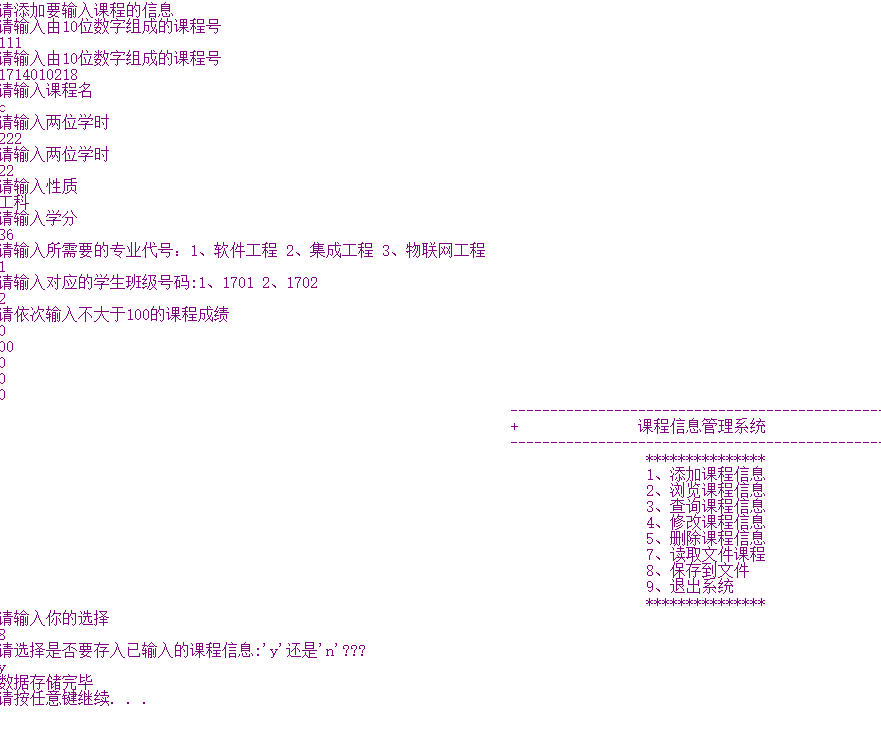 请添加要输入课程的信息
请输入由10位数字组成的课程号
111
请输入由10位数字组成的课程号
1714010218
请输入课程名
c
请输入两位学时
222
请输入两位学时
22
请输入性质
工科
请输入学分
36
请输入所需要的专业代号：1、软件工程 2、集成工程 3、物联网工程
1
请输入对应的学生班级号码:1、1701 2、1702
2
请依次输入不大于100的课程成绩
0
00
0
0
0
-----------------------------------------------
+ 课程信息管理系统
-----------------------------------------------
***************
1、添加课程信息
2、浏览课程信息
3、查询课程信息
4、修改课程信息
5、删除课程信息
7、读取文件课程
8、保存到文件
9、退出系统
***************
请输入你的选择
8
请选择是否要存入已输入的课程信息:'y'还是'n'???
y
数据存储完毕
请按任意键继续. . .